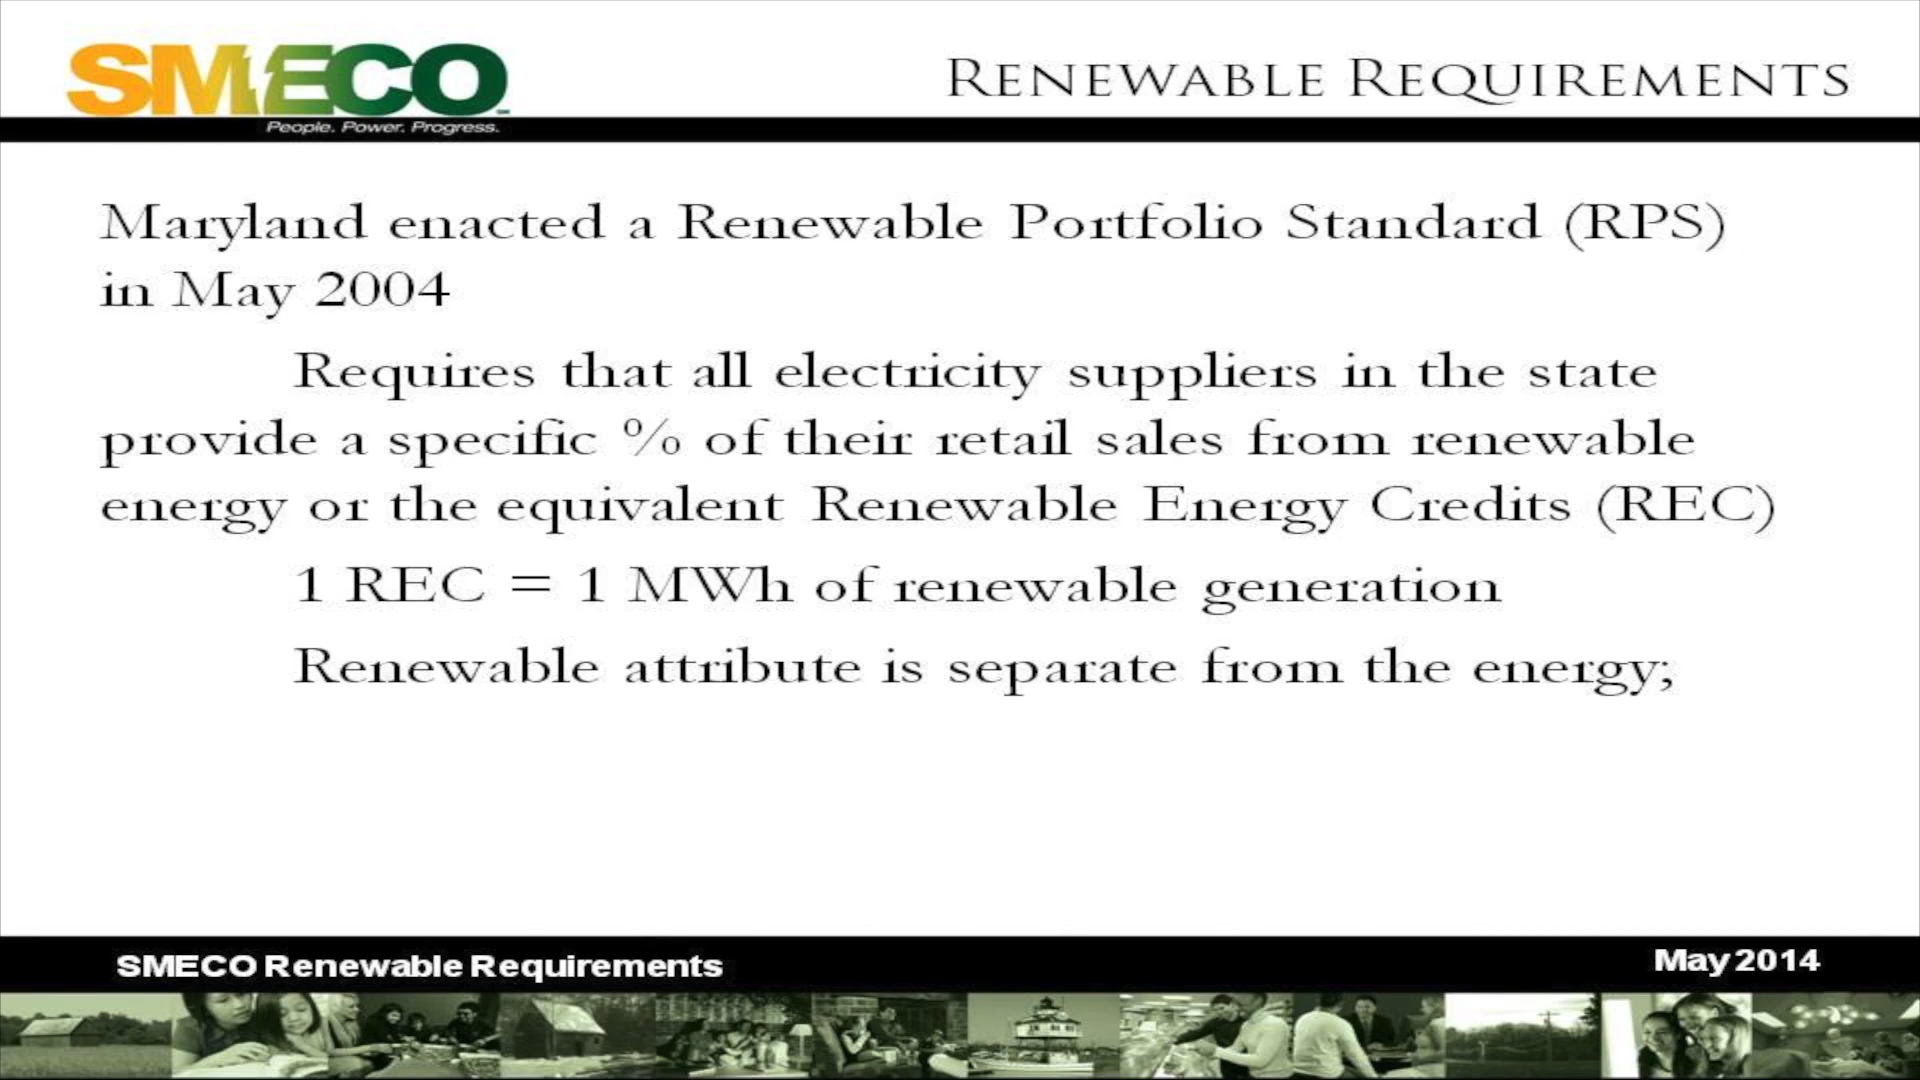 SMECO
People. Power. Progress.
Renewable Requirements
Maryland enacted a Renewable Portfolio Standard (RPS)
in May 2004
Requires that all electricity suppliers in the state
provide a specific % of their retail sales from renewable
energy or the equivalent Renewable Energy Credits (REC)
1 REC = 1 MWh of renewable generation
Renewable attribute is separate from the energy;
SMECO Renewable Requirements
May 2014